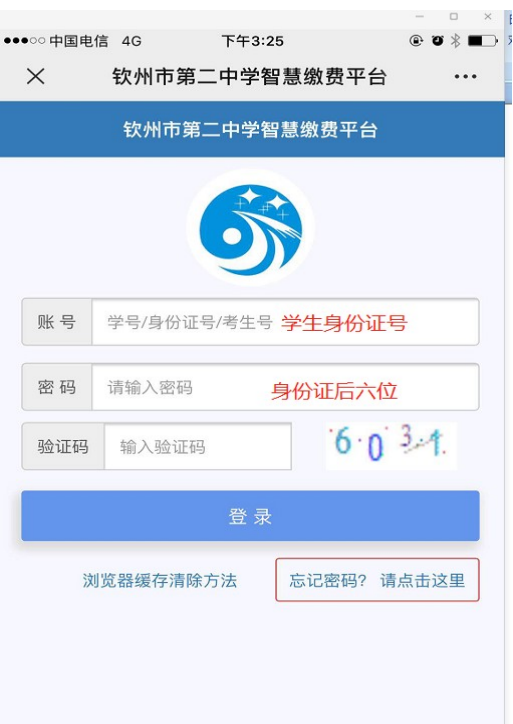 中国电信 4G 下午3:25
钦州市第二中学智慧缴费平台
钦州市第二中学智慧缴费平台
账 号 学号/身份证号/考生号 学生身份证号
密 码 请输入密码 身份证后六位
验证码 输入验证码
登 录
浏览器缓存清除方法 忘记密码? 请点击这里